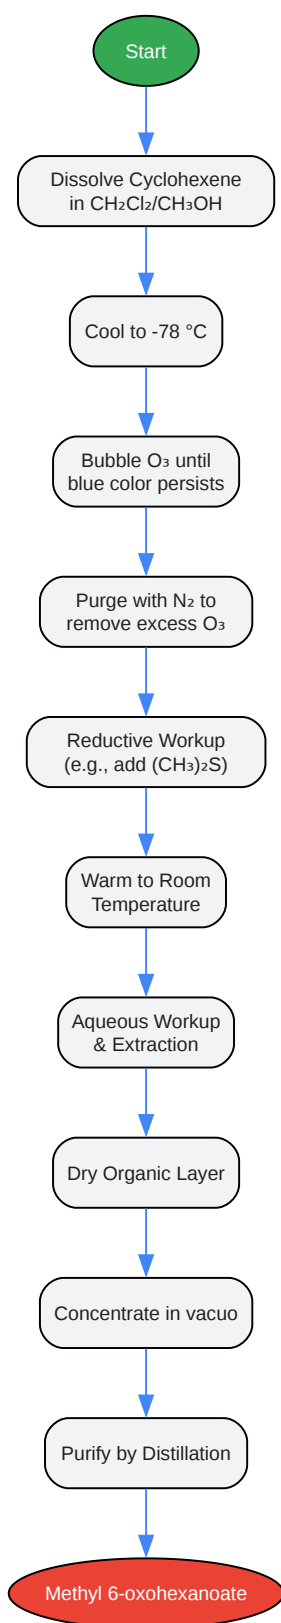 Start
Dissolve Cyclohexene
in CH₂Cl₂/CH₃OH
Cool to -78 °C
Bubble O₃ until
blue color persists
Purge with N₂ to
remove excess O₃
Reductive Workup
(e.g., add (CH₃)₂S)
Warm to Room
Temperature
Aqueous Workup
& Extraction
Dry Organic Layer
Concentrate in vacuo
Purify by Distillation
Methyl 6-oxohexanoate